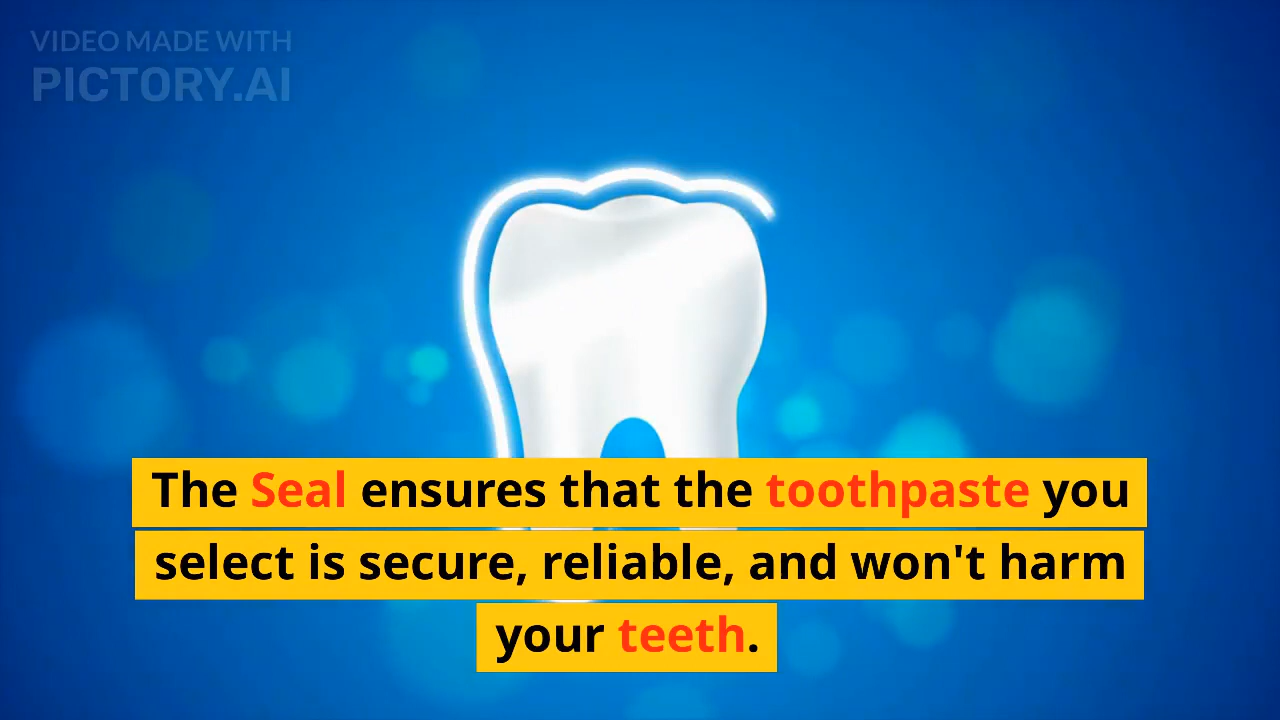 VIDEO MADE WITH
PICTORY.AI
The Seal ensures that the toothpaste you
select is secure, reliable, and won't harm
your teeth.